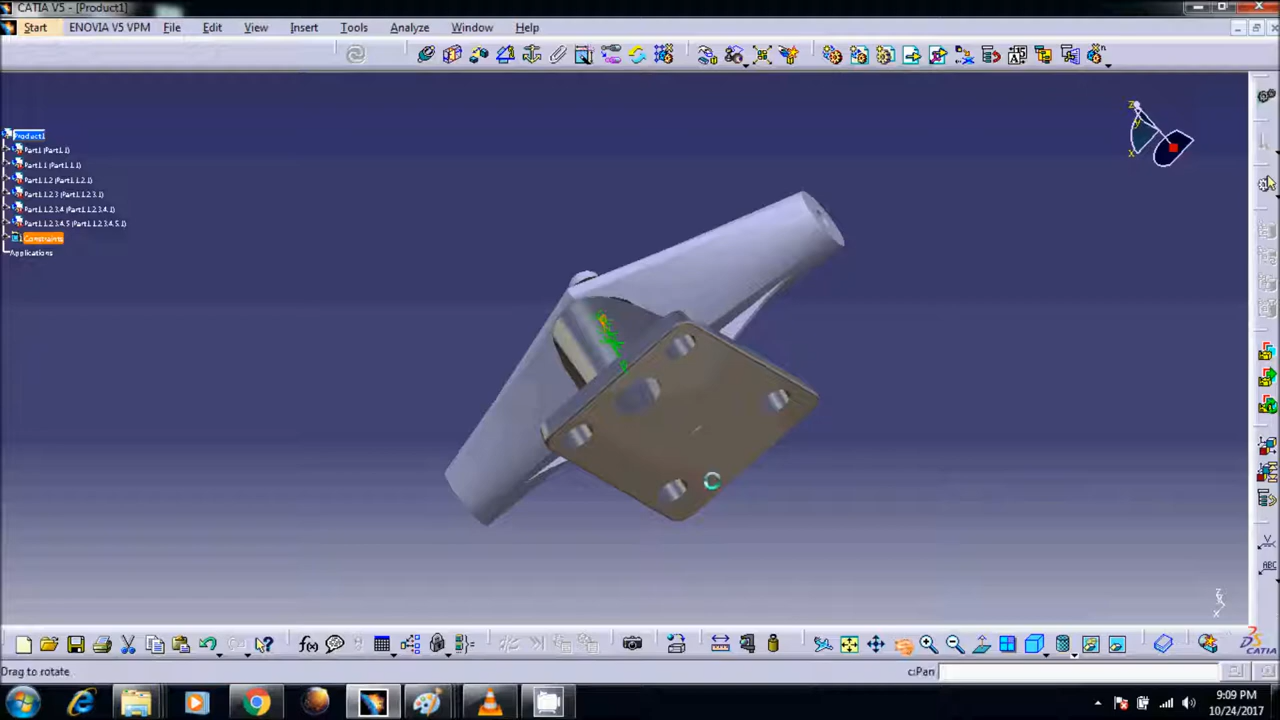 CATIA V5 - [Product1]
Start ENOVIA V5 VPM File Edit View Insert Tools Analyze Window Help
Product1
Part1 (Part1.1)
Part1.1 (Part1.1.1)
Part1.1.2 (Part1.1.2.1)
Part1.1.2.3 (Part1.1.2.3.1)
Part1.1.2.3.4 (Part1.1.2.3.4.1)
Part1.1.2.3.4.5 (Part1.1.2.3.4.5.1)
Constraints
Applications
z
y
x
ABC
z
x
f(x)
CATIA
Drag to rotate
c:Pan
9:09 PM
10/24/2017